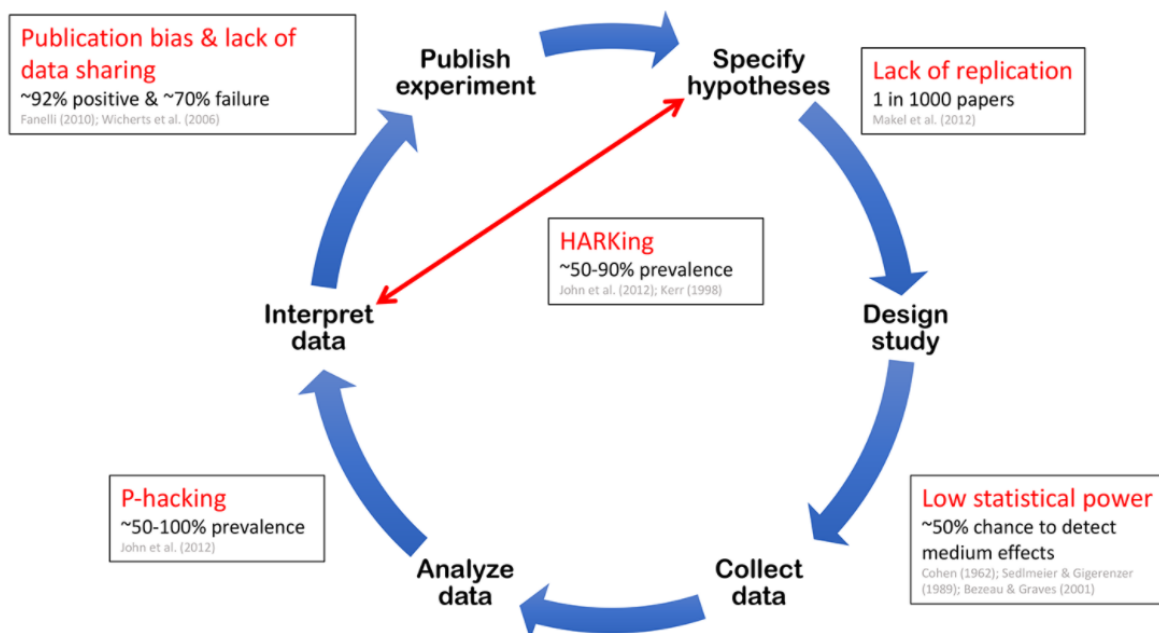 Publication bias & lack of
data sharing
~92% positive & ~70% failure
Fanelli (2010); Wicherts et al. (2006)
Publish
experiment
Specify
hypotheses
Lack of replication
1 in 1000 papers
Makel et al. (2012)
HARKing
~50-90% prevalence
John et al. (2012); Kerr (1998)
Interpret
data
Design
study
P-hacking
~50-100% prevalence
John et al. (2012)
Low statistical power
~50% chance to detect
medium effects
Cohen (1962); Sedlmeier & Gigerenzer
(1989); Bezeau & Graves (2001)
Analyze
data
Collect
data